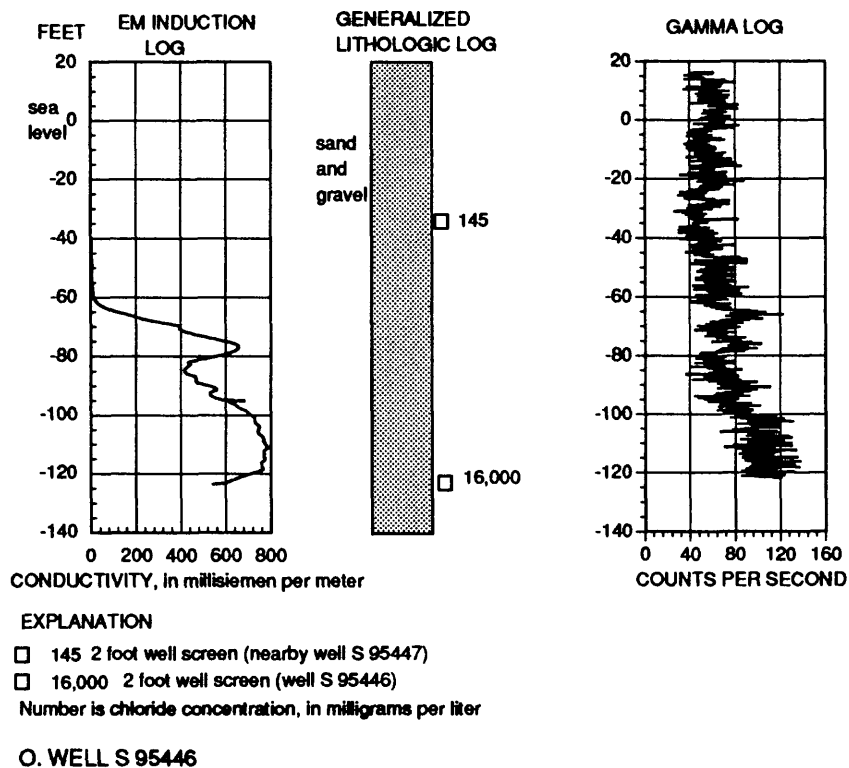 FEET
EM INDUCTION
LOG
GENERALIZED
LITHOLOGIC LOG
GAMMA LOG
20
sea
level
0
-20
-40
-60
-80
-100
-120
-140
0 200 400 600 800
CONDUCTIVITY, in millisiemen per meter
sand
and
gravel
145
16,000
20
0
-20
-40
-60
-80
-100
-120
-140
0 40 80 120 160
COUNTS PER SECOND
EXPLANATION
145 2 foot well screen (nearby well S 95447)
16,000 2 foot well screen (well S 95446)
Number is chloride concentration, in milligrams per liter
O. WELL S 95446